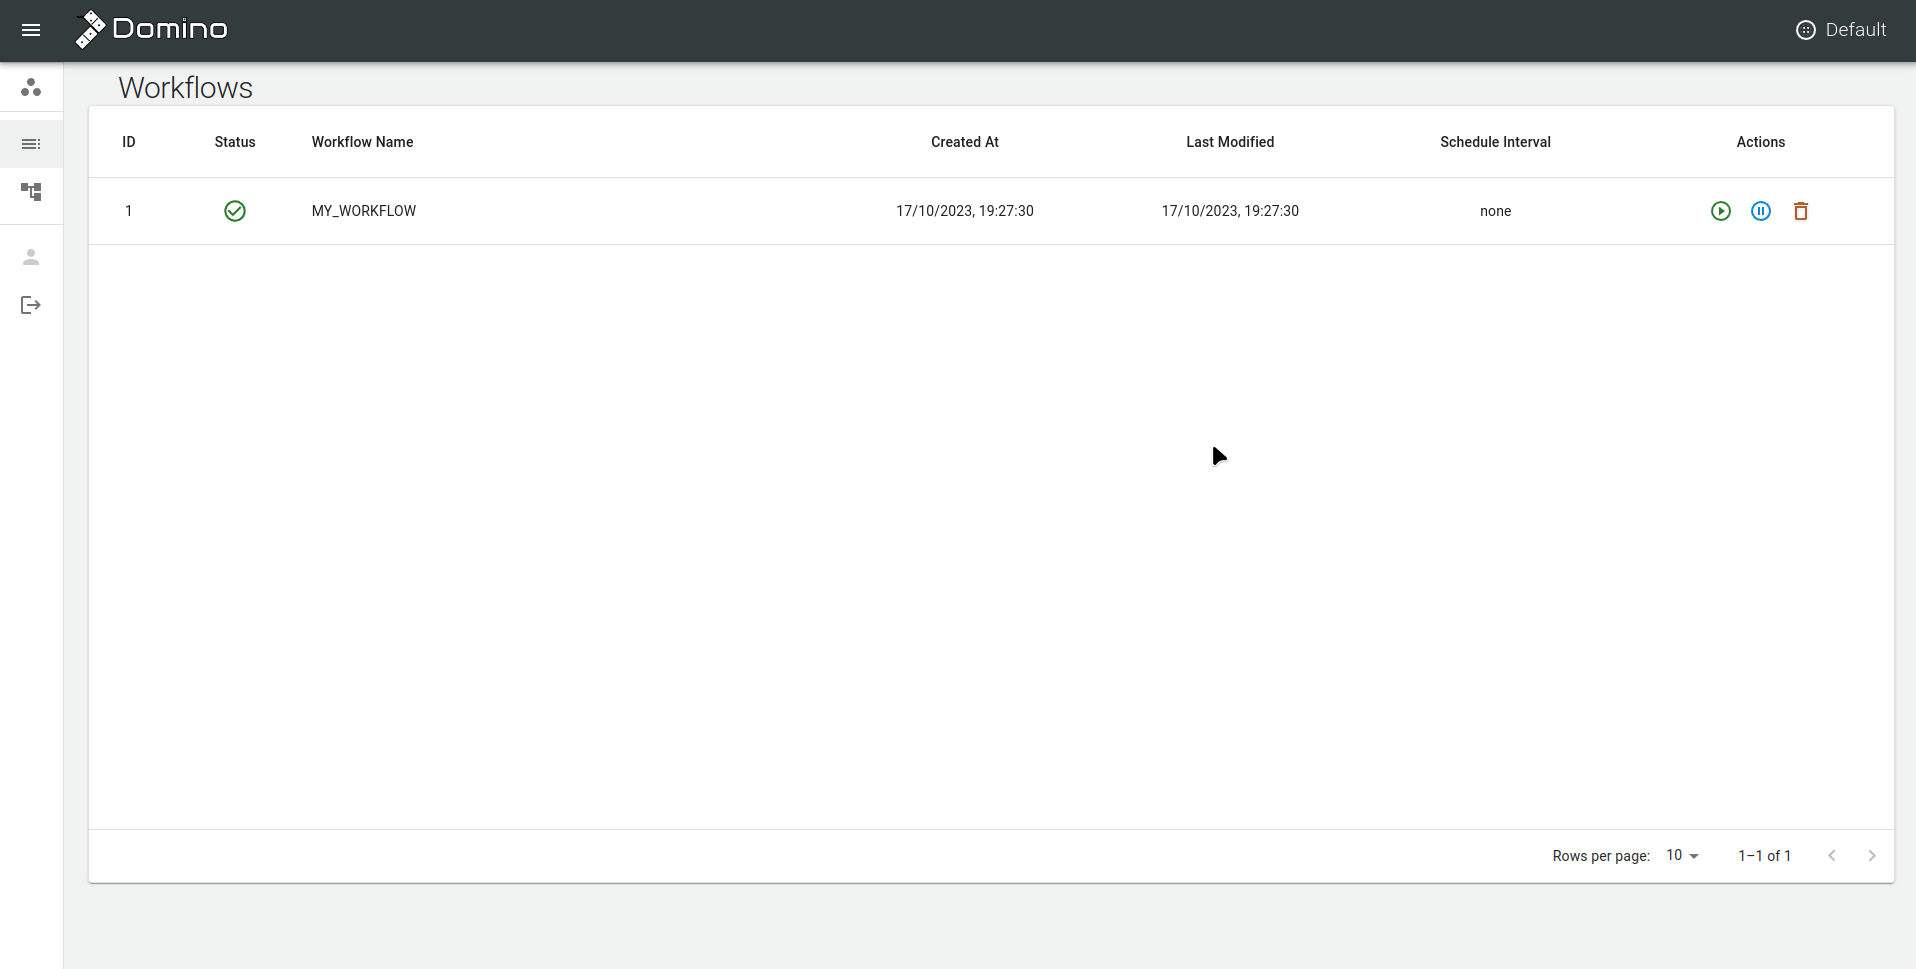 Domino
Default
Workflows
ID Status Workflow Name Created At Last Modified Schedule Interval Actions
1 MY_WORKFLOW 17/10/2023, 19:27:30 17/10/2023, 19:27:30 none
Rows per page: 10 1–1 of 1